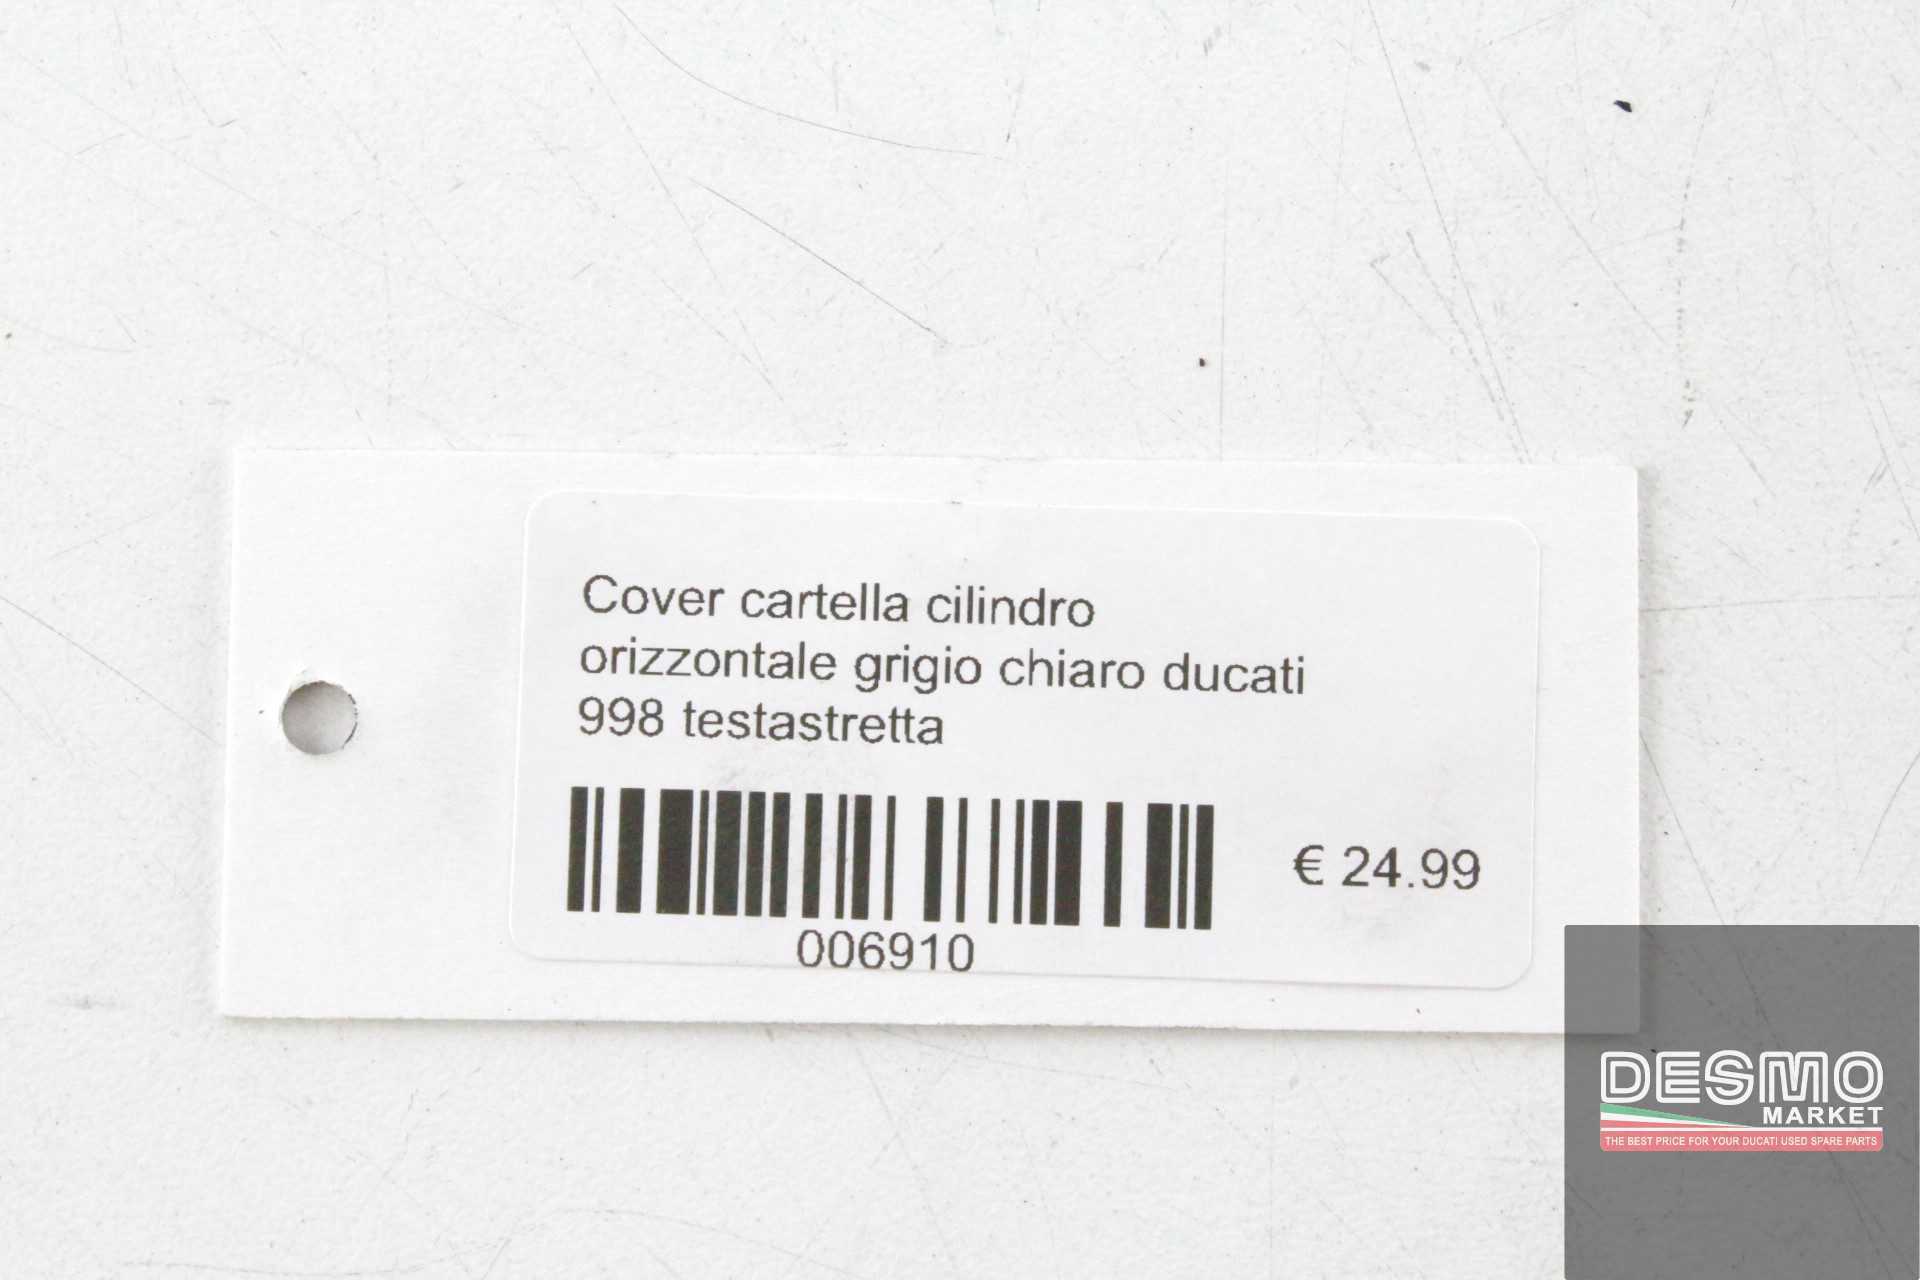 Cover cartella cilindro
orizzontale grigio chiaro ducati
998 testastretta
€ 24.99
006910
DESMO
MARKET
THE BEST PRICE FOR YOUR DUCATI USED SPARE PARTS